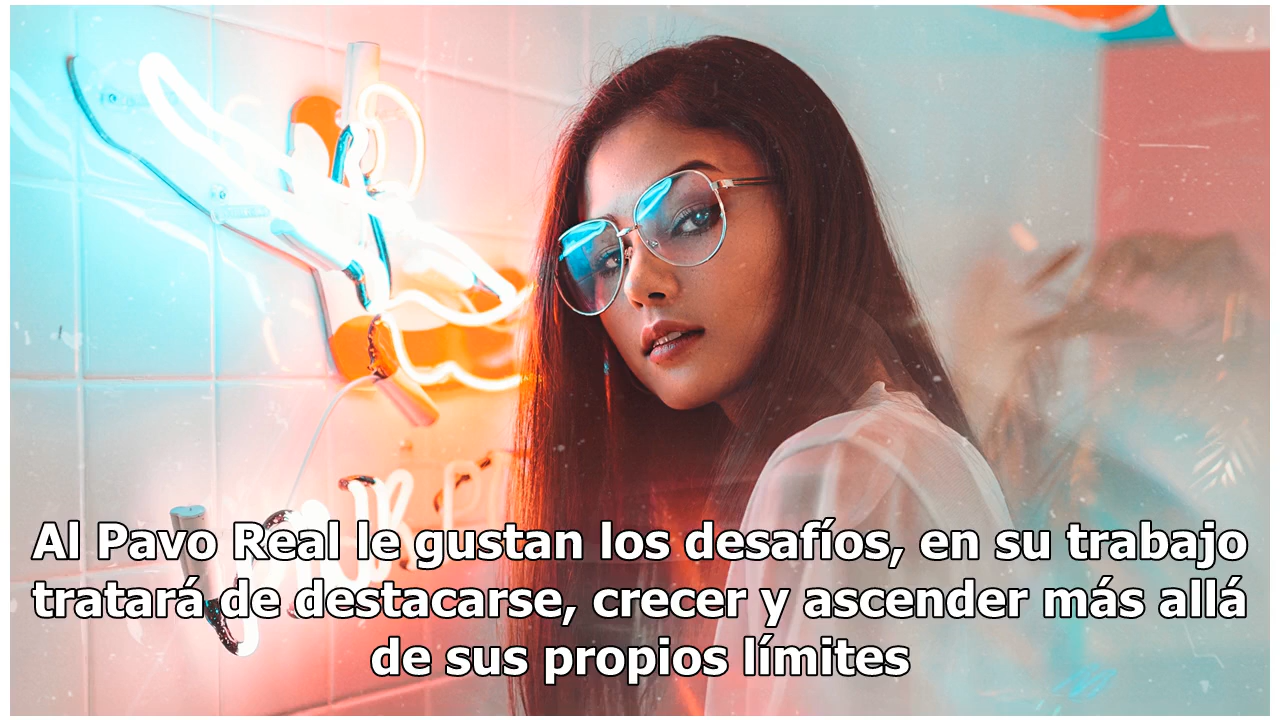 Al Pavo Real le gustan los desafíos, en su trabajo
tratará de destacarse, crecer y ascender más allá
de sus propios límites